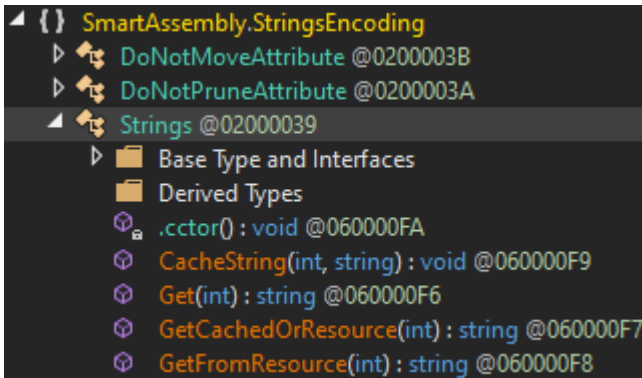 { } SmartAssembly.StringsEncoding
DoNotMoveAttribute @0200003B
DoNotPruneAttribute @0200003A
Strings @02000039
Base Type and Interfaces
Derived Types
.cctor() : void @060000FA
CacheString(int, string) : void @060000F9
Get(int) : string @060000F6
GetCachedOrResource(int) : string @060000F7
GetFromResource(int) : string @060000F8